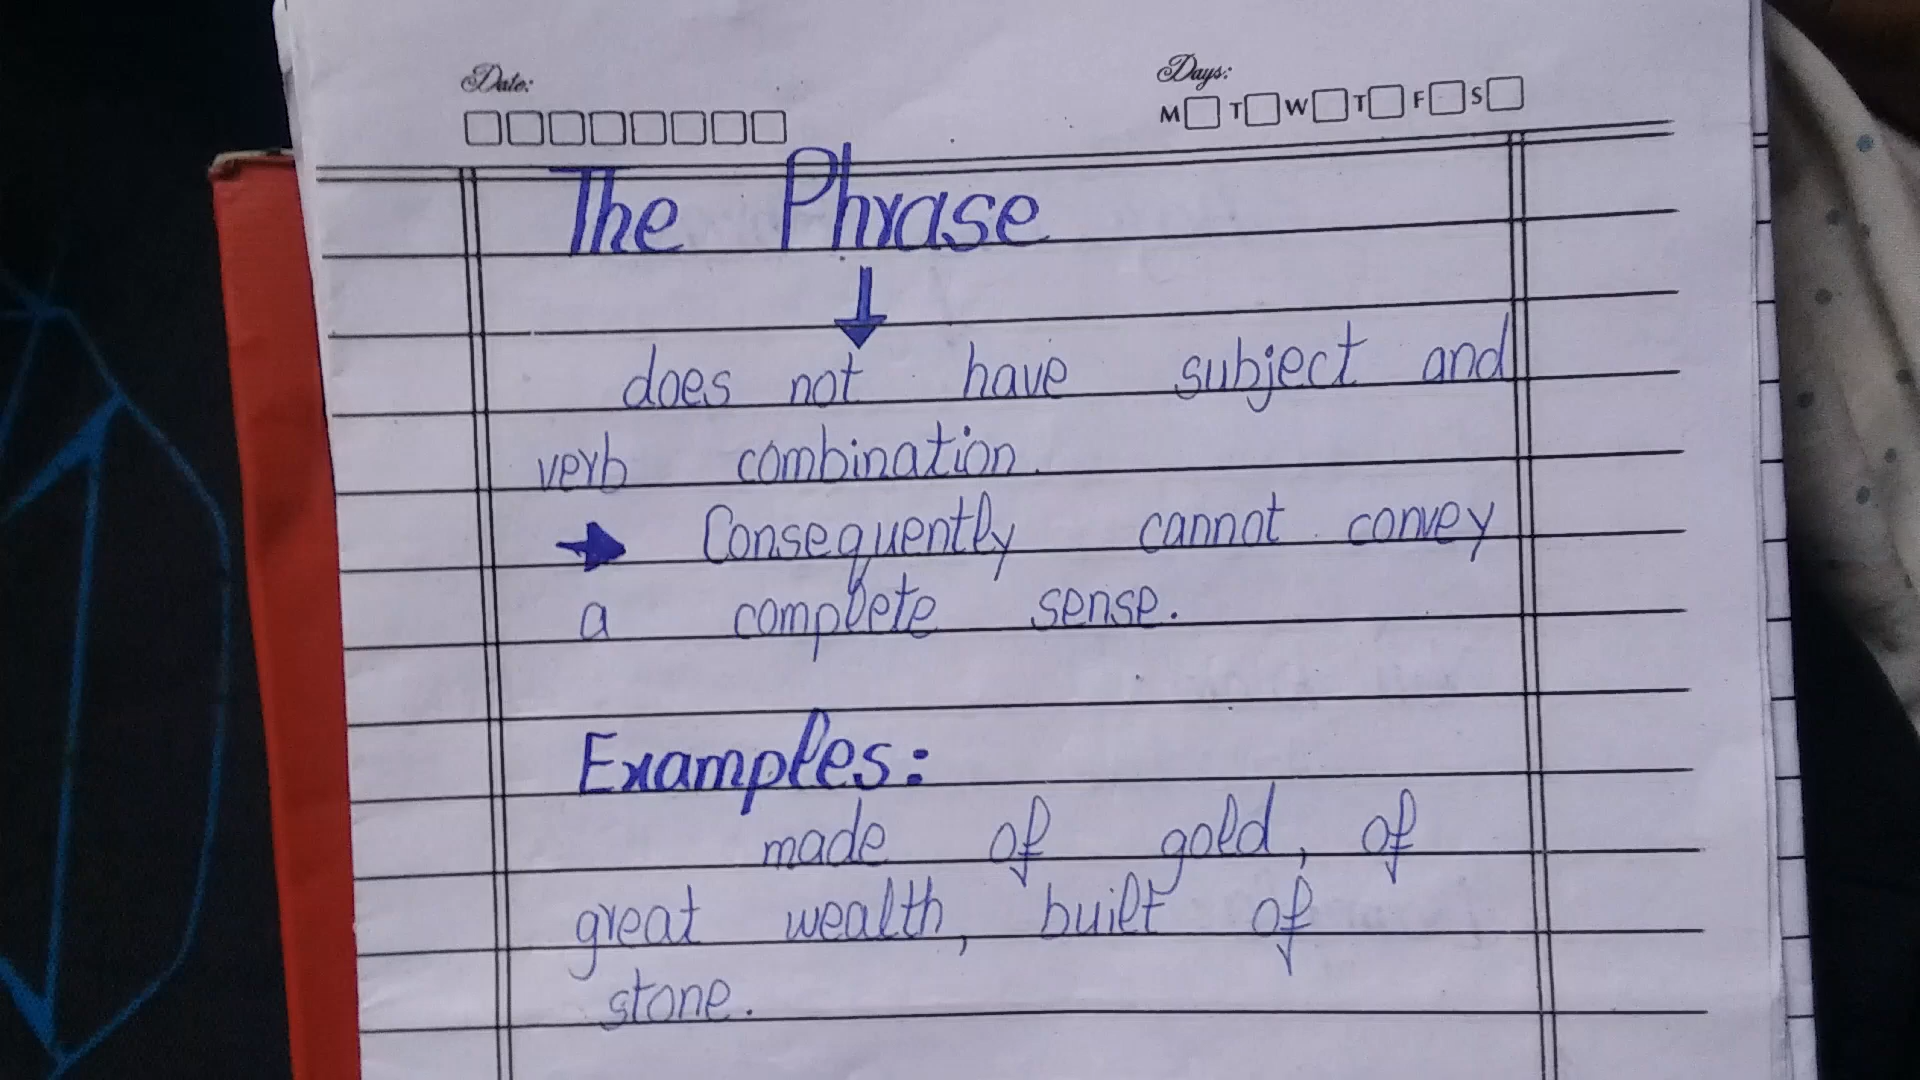 Date:
Days:
M T W T F S
The Phrase
does not have subject and
verb combination.
Consequently cannot convey
a complete sense.
Examples:
made of gold, of
great wealth, built of
stone.